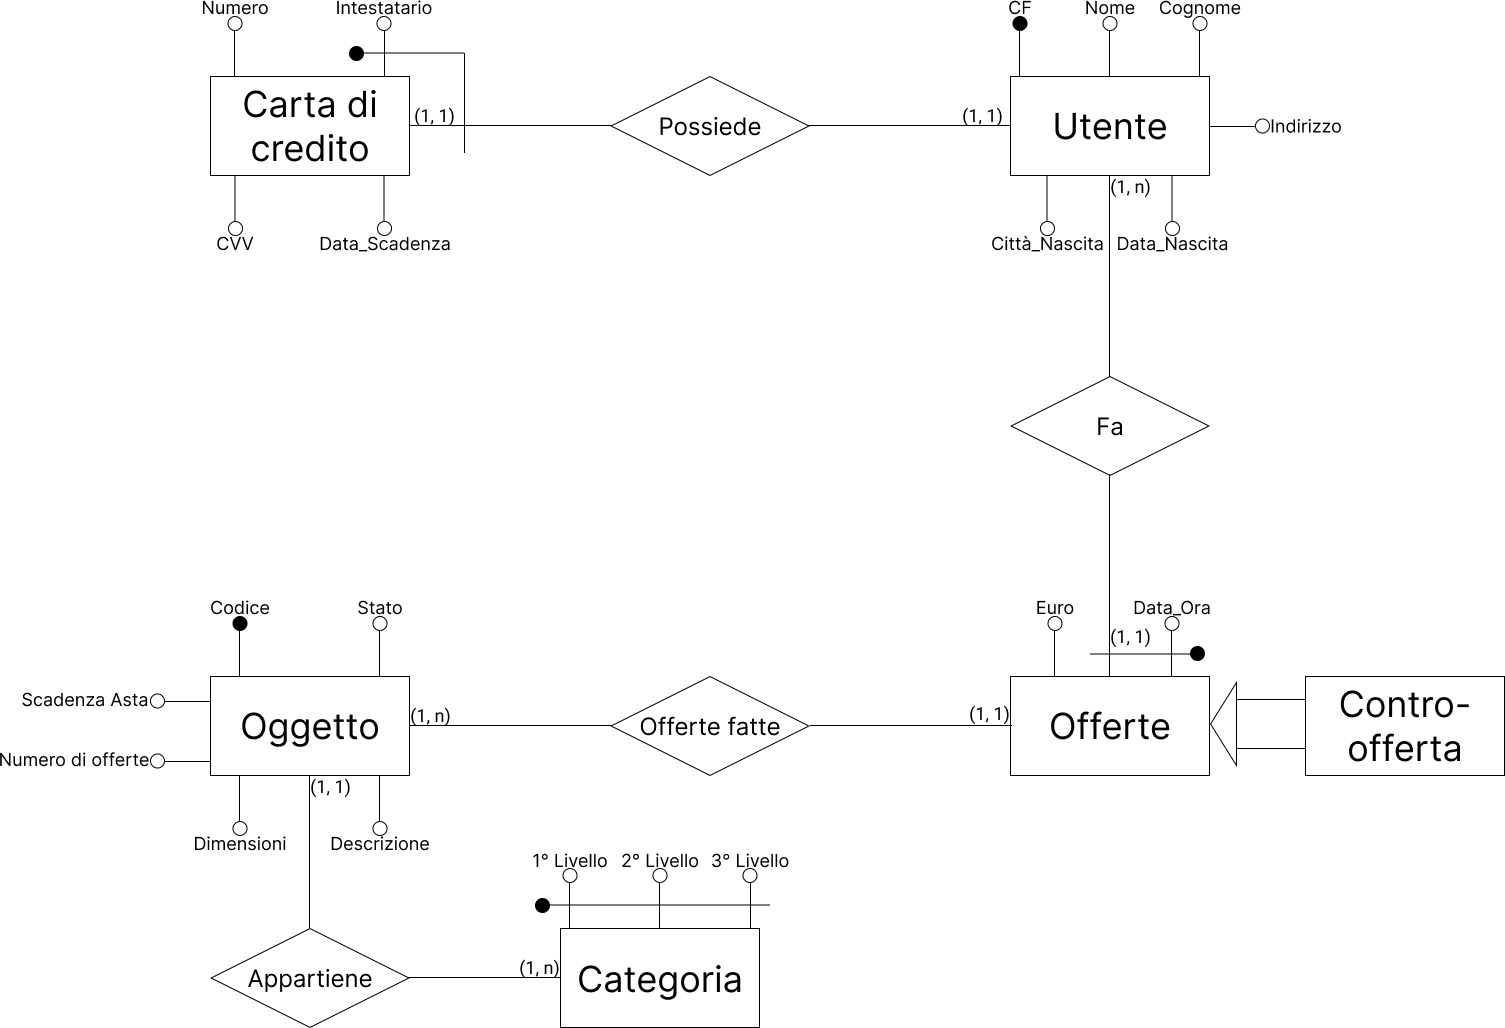 Numero
Intestatario
CF
Nome
Cognome
Carta di
credito
(1, 1)
Possiede
(1, 1)
Utente
Indirizzo
(1, n)
CVV
Data_Scadenza
Città_Nascita
Data_Nascita
Fa
Codice
Stato
Euro
Data_Ora
(1, 1)
Scadenza Asta
Numero di offerte
Oggetto
(1, n)
Offerte fatte
(1, 1)
Offerte
Contro-
offerta
(1, 1)
Dimensioni
Descrizione
1° Livello
2° Livello
3° Livello
Appartiene
(1, n)
Categoria